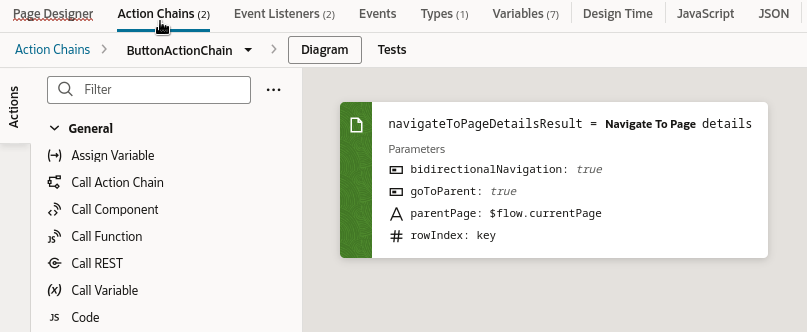 Page Designer Action Chains (2) Event Listeners (2) Events Types (1) Variables (7) Design Time JavaScript JSON
Action Chains ButtonActionChain Diagram Tests
Actions
Filter
General
Assign Variable
Call Action Chain
Call Component
Call Function
Call REST
(x) Call Variable
JS Code
navigateToPageDetailsResult = Navigate To Page details
Parameters
bidirectionalNavigation: true
goToParent: true
parentPage: $flow.currentPage
rowIndex: key